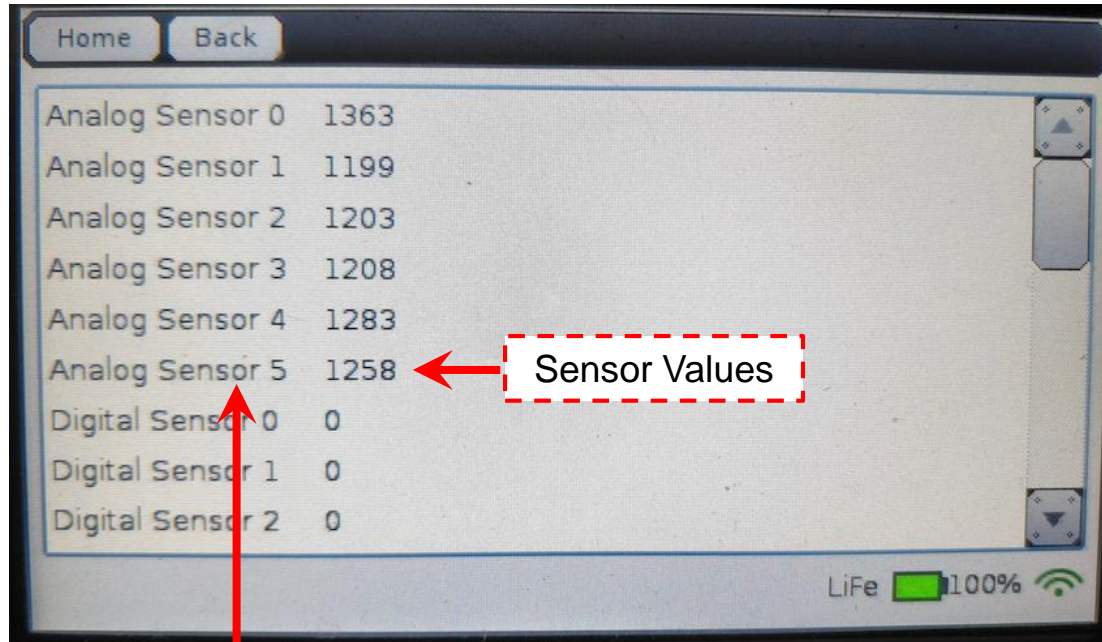 Home Back
Analog Sensor 0 1363
Analog Sensor 1 1199
Analog Sensor 2 1203
Analog Sensor 3 1208
Analog Sensor 4 1283
Analog Sensor 5 1258
Sensor Values
Digital Sensor 0 0
Digital Sensor 1 0
Digital Sensor 2 0
LiFe 100%